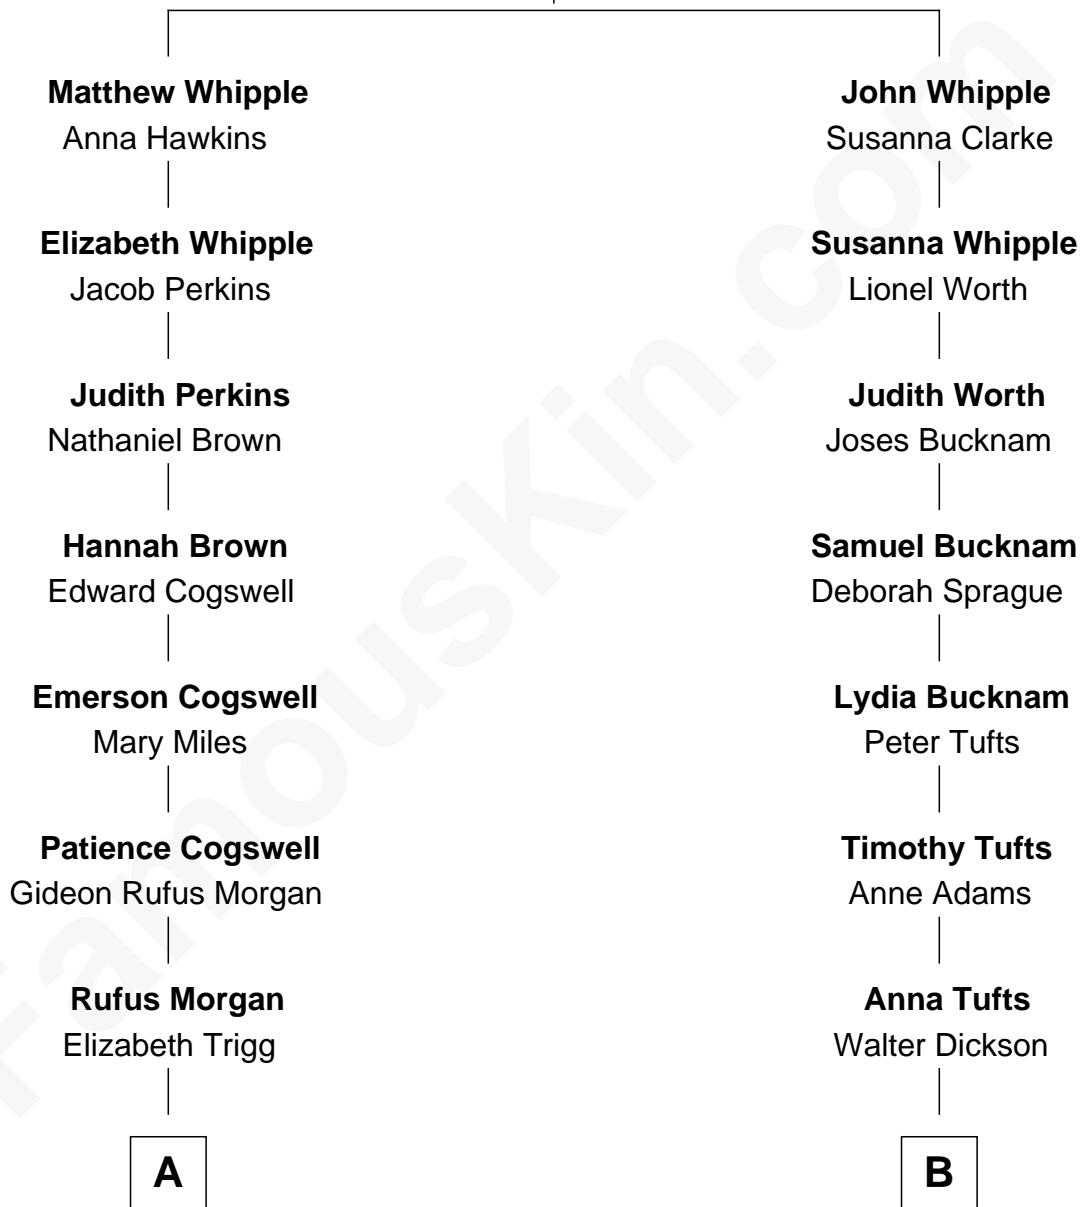 Matthew Whipple
Anna Hawkins
Elizabeth Whipple
Jacob Perkins
Judith Perkins
Nathaniel Brown
Hannah Brown
Edward Cogswell
Emerson Cogswell
Mary Miles
Patience Cogswell
Gideon Rufus Morgan
Rufus Morgan
Elizabeth Trigg
A
John Whipple
Susanna Clarke
Susanna Whipple
Lionel Worth
Judith Worth
Joses Bucknam
Samuel Bucknam
Deborah Sprague
Lydia Bucknam
Peter Tufts
Timothy Tufts
Anne Adams
Anna Tufts
Walter Dickson
B
FamousKin.com